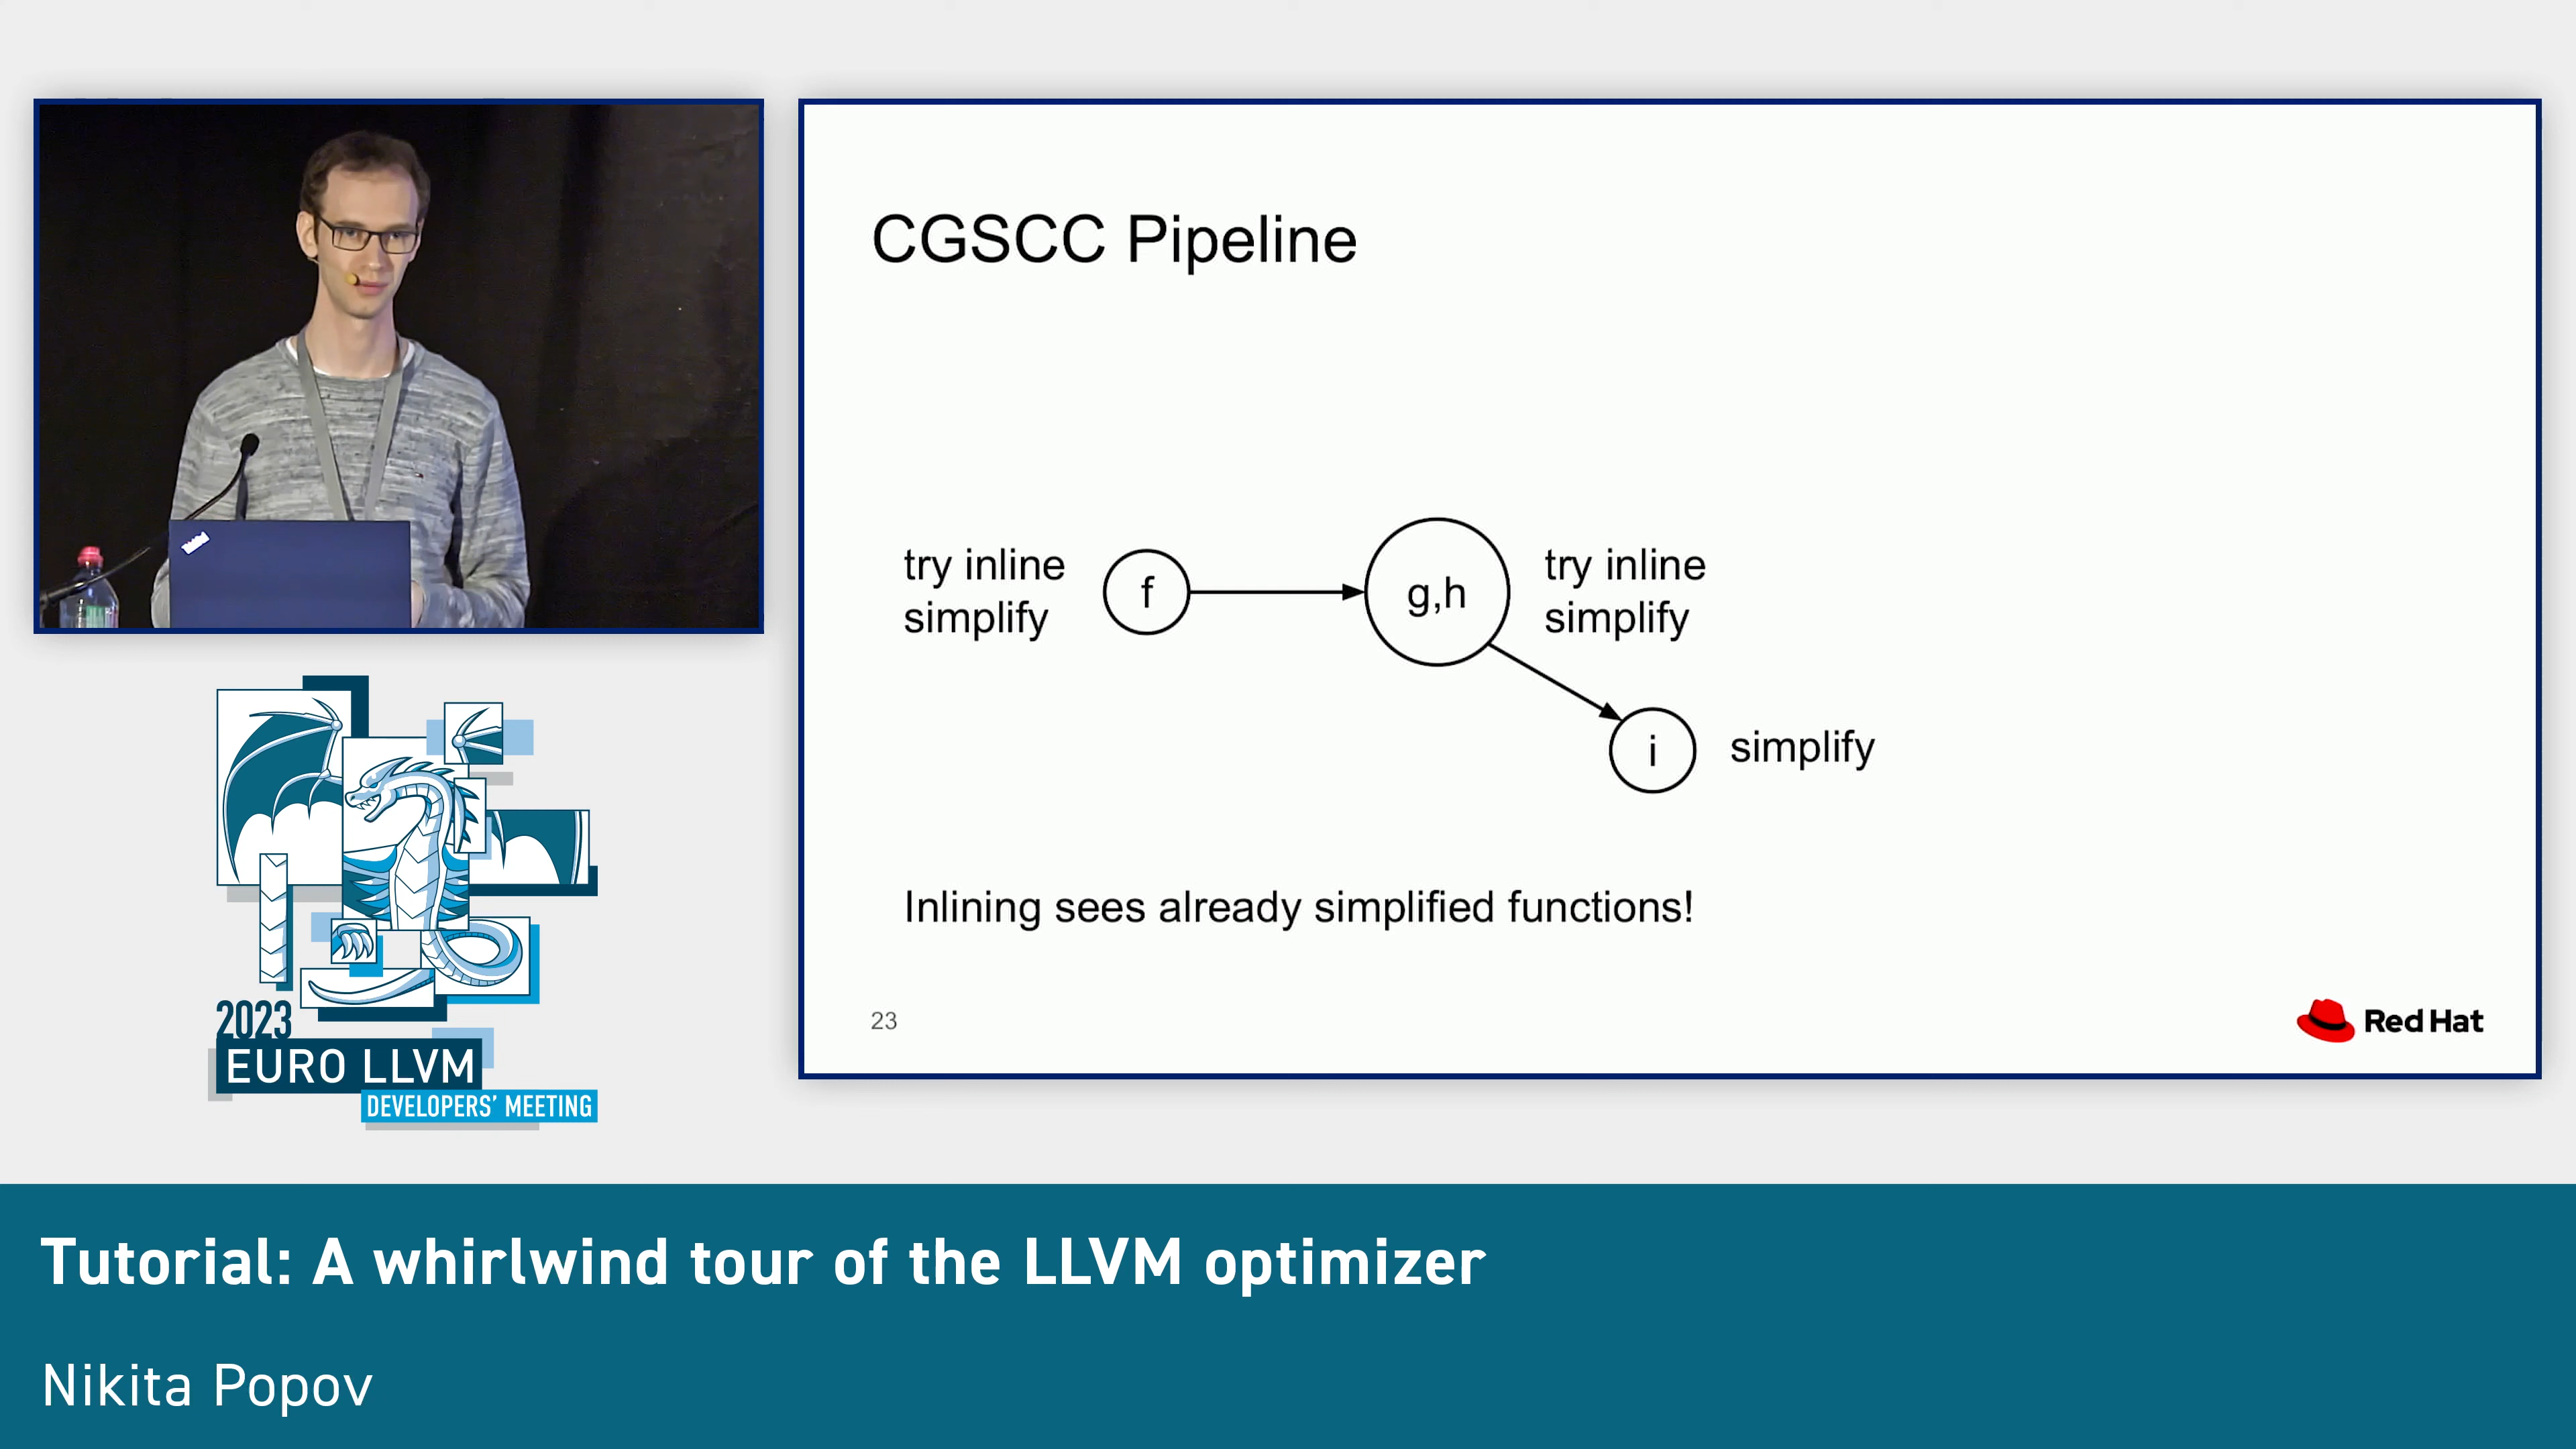 CGSCC Pipeline
try inline
simplify
f
g,h
try inline
simplify
i
simplify
Inlining sees already simplified functions!
23
Red Hat
2023
EURO LLVM
DEVELOPERS' MEETING
Tutorial: A whirlwind tour of the LLVM optimizer
Nikita Popov